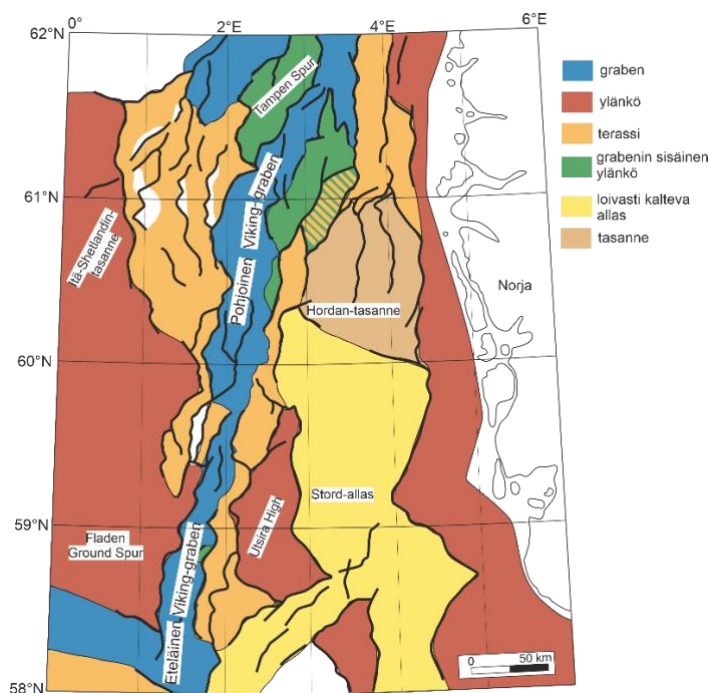 0°
2°E
4°E
6°E
62°N
61°N
60°N
59°N
58°N
Tampen Spur
Pohjoinen Viking-graben
Itä-Shetlandin-
tasanne
Hordan-tasanne
Norja
Stord-allas
Utsira High
Fladen
Ground Spur
Eteläinen Viking-graben
graben
ylänkö
terassi
grabenin sisäinen
ylänkö
loivasti kalteva
allas
tasanne
0 50 km